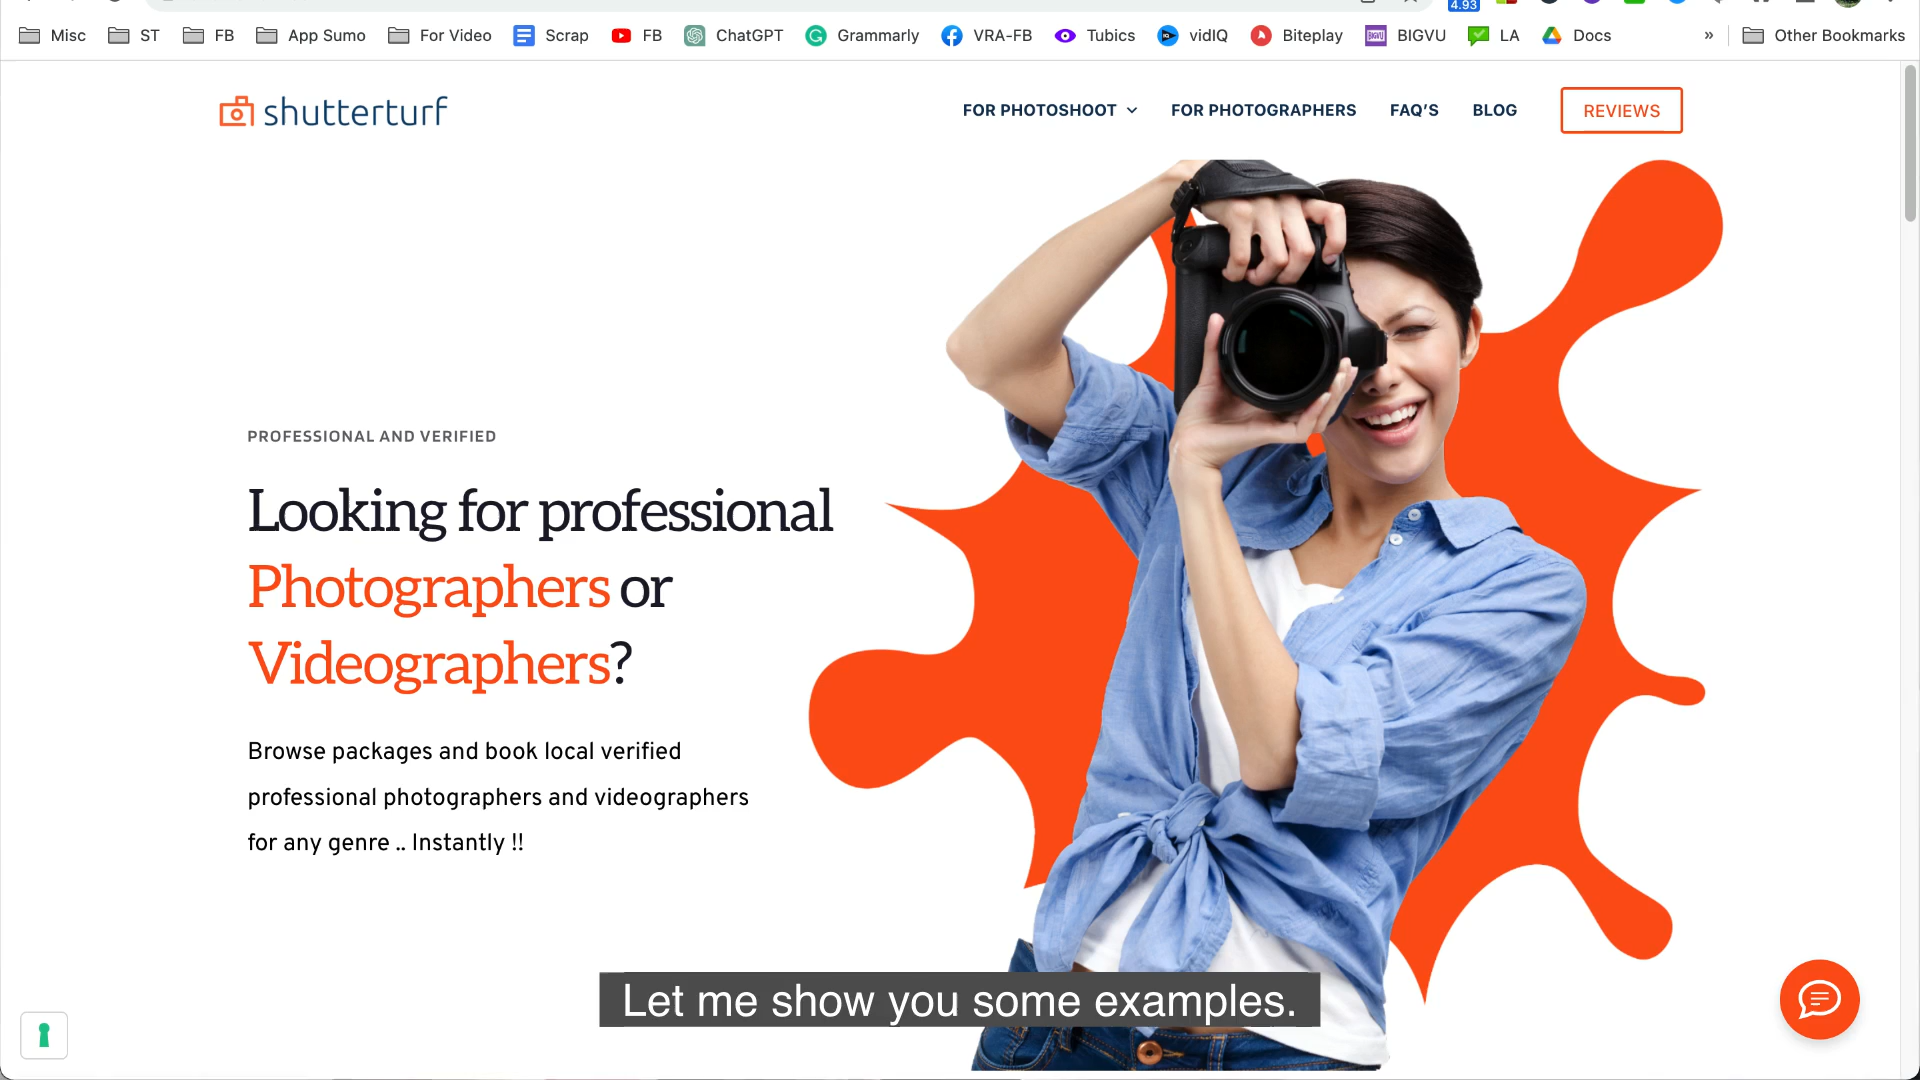 4.93
Misc ST FB App Sumo For Video Scrap FB ChatGPT Grammarly VRA-FB Tubics vidIQ Biteplay BIGVU BIGVU LA Docs » Other Bookmarks
shutterturf
FOR PHOTOSHOOT FOR PHOTOGRAPHERS FAQ'S BLOG REVIEWS
PROFESSIONAL AND VERIFIED
Looking for professional
Photographers or
Videographers?
Browse packages and book local verified
professional photographers and videographers
for any genre .. Instantly !!
Let me show you some examples.